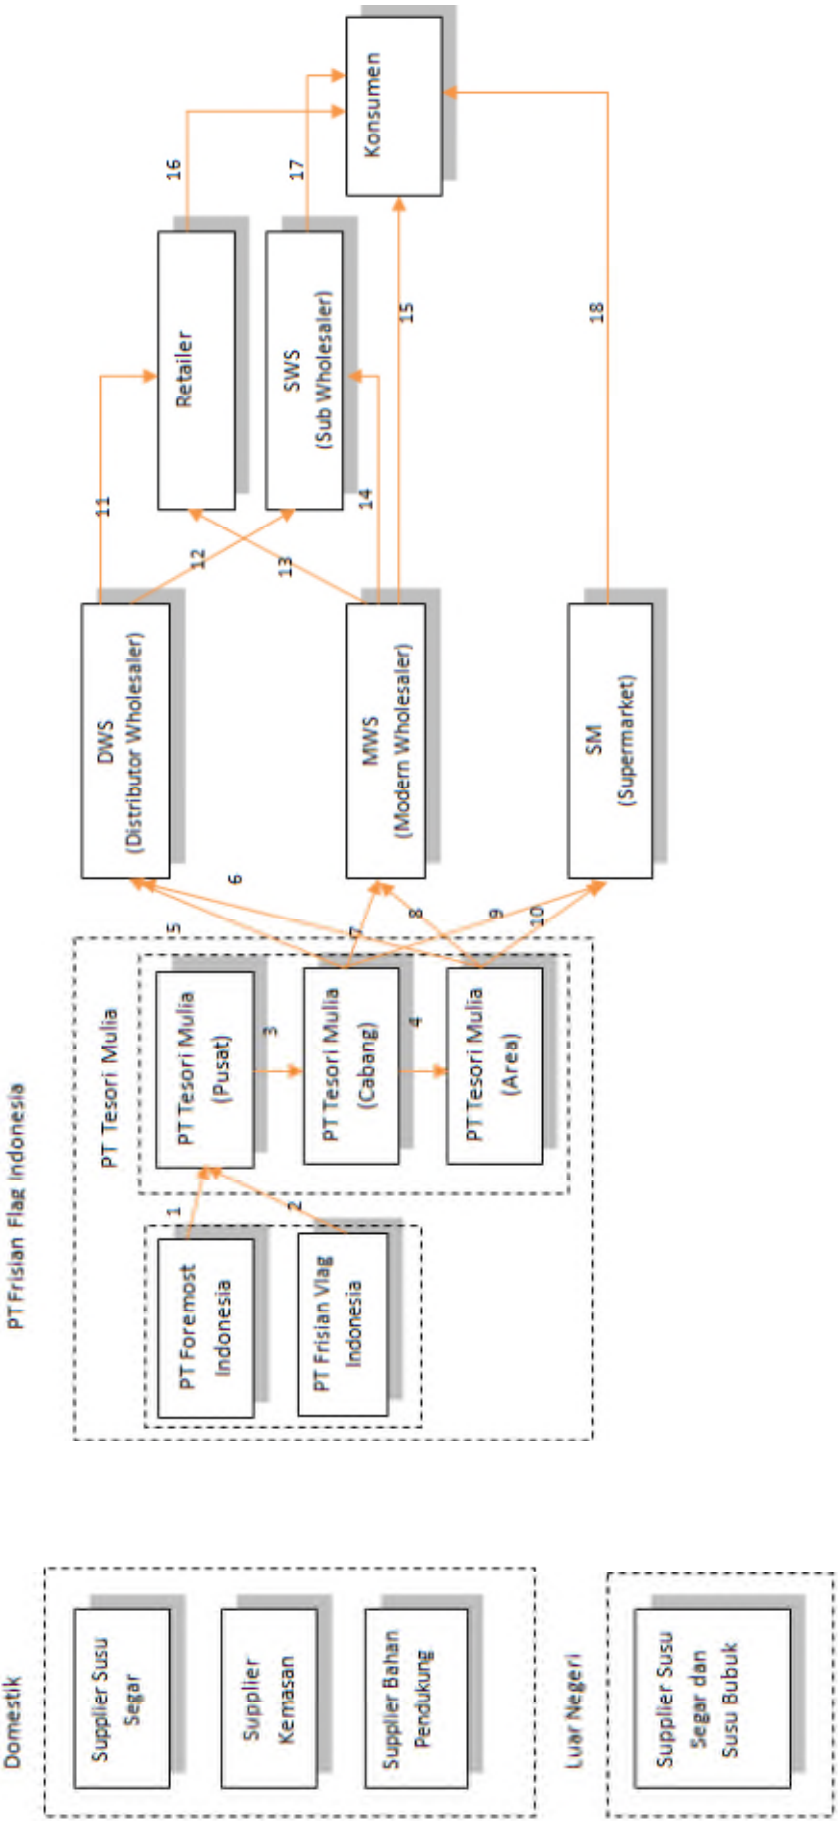 Domestik
Supplier Susu
Segar
Supplier
Kemasan
Supplier Bahan
Pendukung
Luar Negeri
Supplier Susu
Segar dan
Susu Bubuk
PT Frisian Flag Indonesia
PT Foremost
Indonesia
PT Frisian Vlag
Indonesia
1
2
PT Tesori Mulia
PT Tesori Mulia
(Pusat)
3
PT Tesori Mulia
(Cabang)
4
PT Tesori Mulia
(Area)
5
6
7
8
9
10
DWS
(Distributor Wholesaler)
MWS
(Modern Wholesaler)
SM
(Supermarket)
11
12
13
14
15
Retailer
SWS
(Sub Wholesaler)
16
17
18
Konsumen